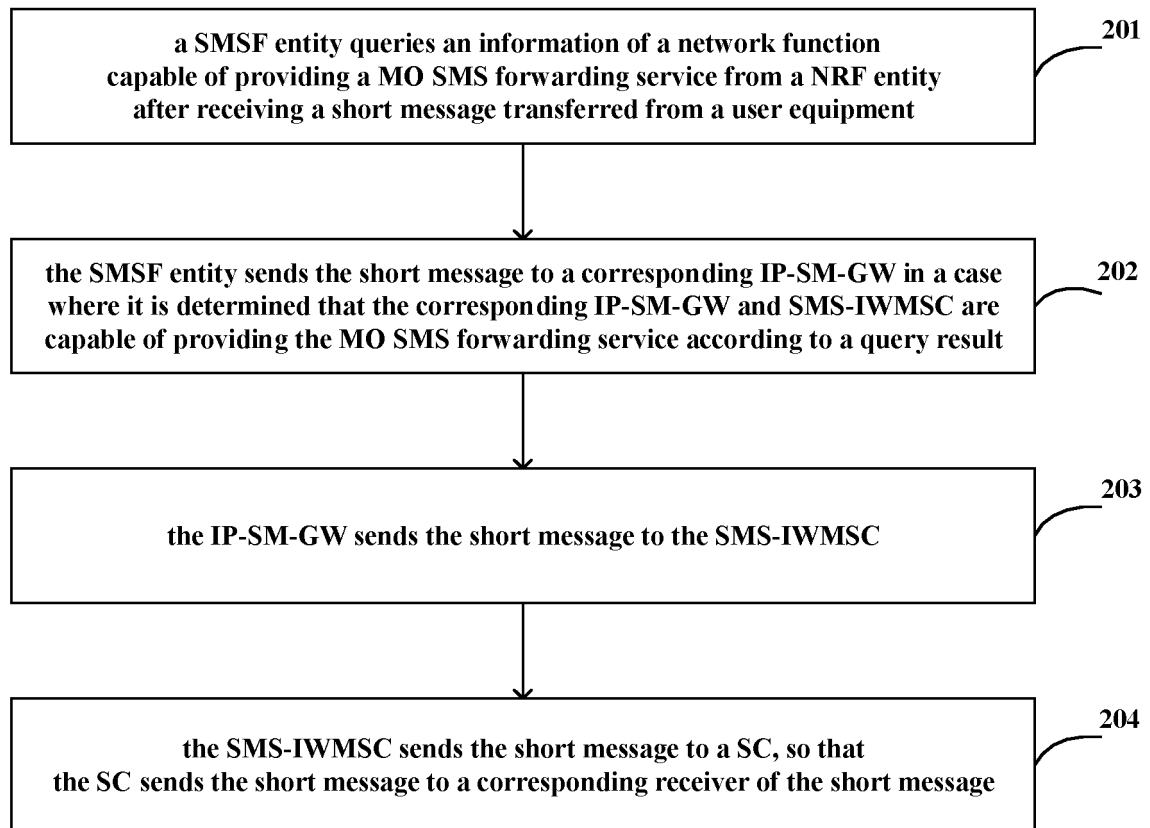 a SMSF entity queries an information of a network function
capable of providing a MO SMS forwarding service from a NRF entity
after receiving a short message transferred from a user equipment
201
the SMSF entity sends the short message to a corresponding IP-SM-GW in a case
where it is determined that the corresponding IP-SM-GW and SMS-IWMSC are
capable of providing the MO SMS forwarding service according to a query result
202
the IP-SM-GW sends the short message to the SMS-IWMSC
203
the SMS-IWMSC sends the short message to a SC, so that
the SC sends the short message to a corresponding receiver of the short message
204